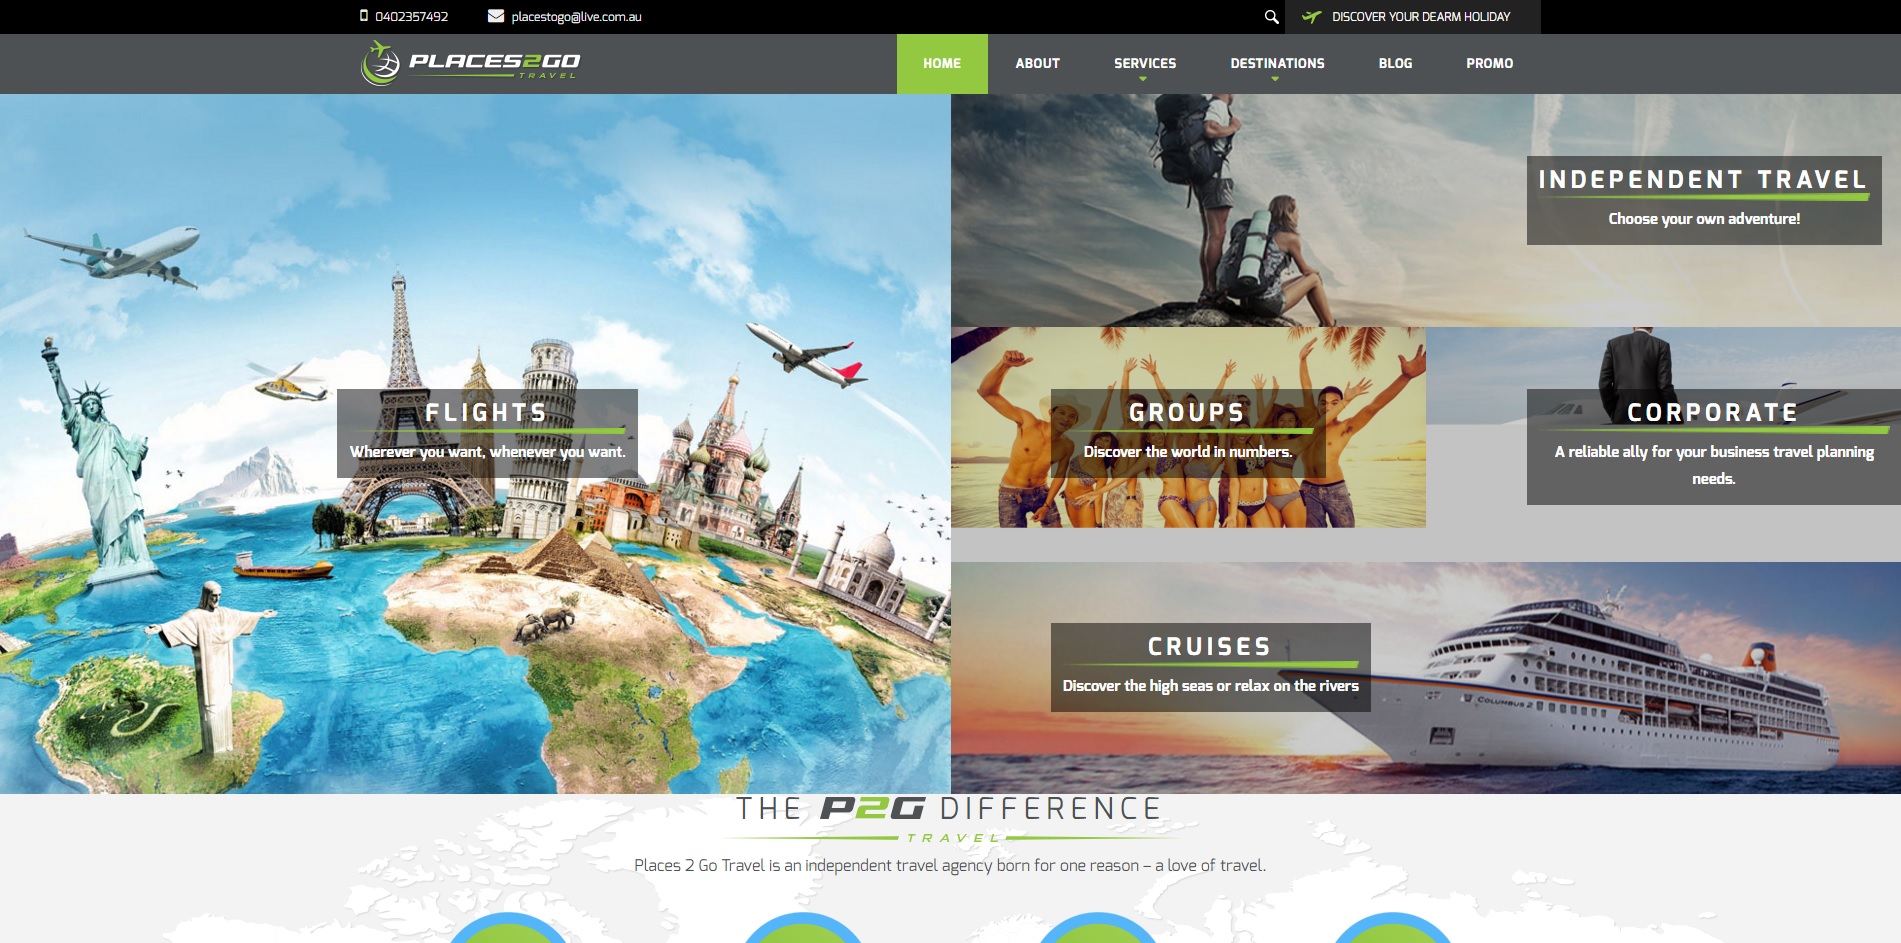 0402357492
placestogo@live.com.au
DISCOVER YOUR DEARM HOLIDAY
PLACES2GO
TRAVEL
HOME
ABOUT
SERVICES
DESTINATIONS
BLOG
PROMO
INDEPENDENT TRAVEL
Choose your own adventure!
FLIGHTS
Wherever you want, whenever you want.
GROUPS
Discover the world in numbers.
CORPORATE
A reliable ally for your business travel planning
needs.
CRUISES
Discover the high seas or relax on the rivers
COLUMBUS 2
THE P2G DIFFERENCE
TRAVEL
Places 2 Go Travel is an independent travel agency born for one reason – a love of travel.